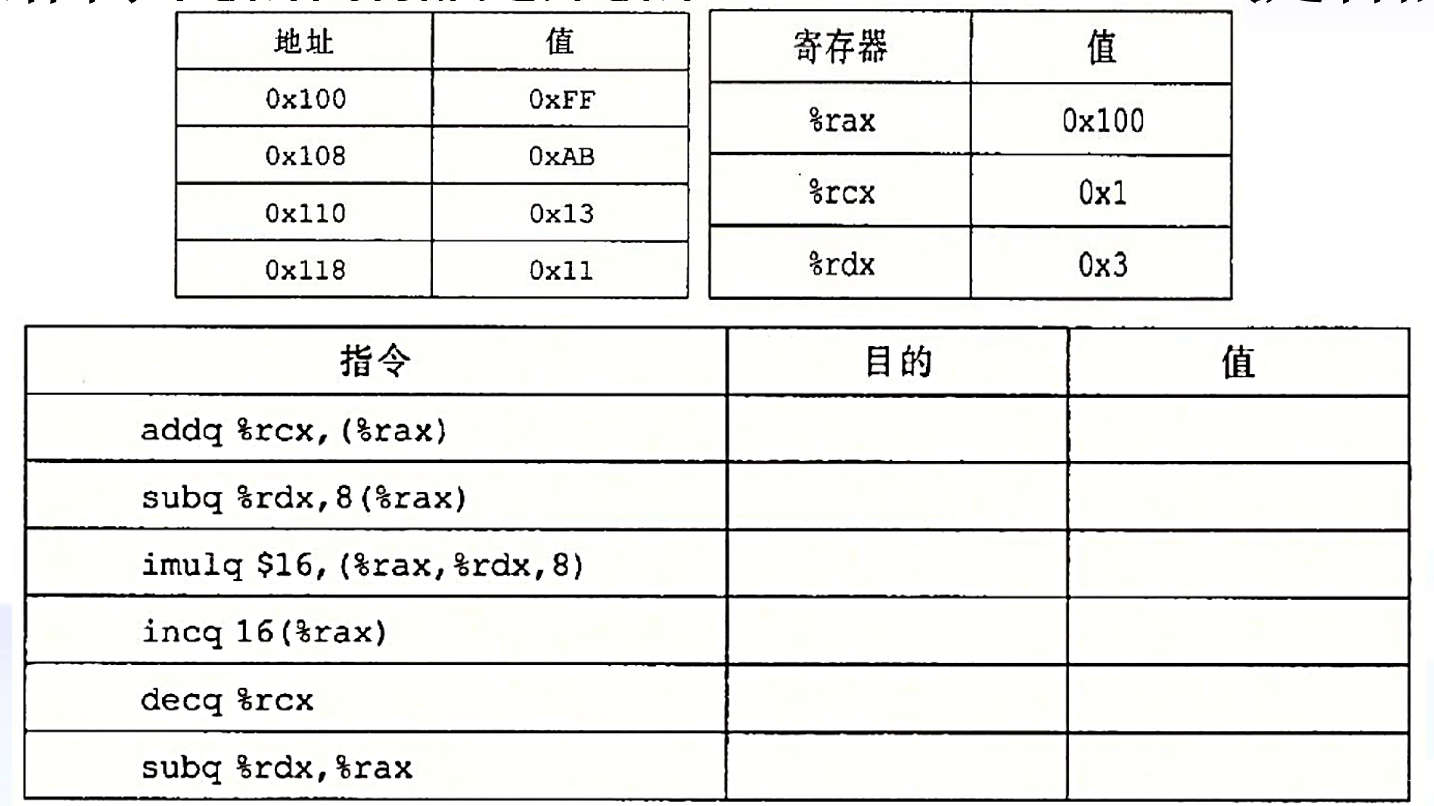 地址 值
0x100 0xFF
0x108 0xAB
0x110 0x13
0x118 0x11
寄存器 值
%rax 0x100
%rcx 0x1
%rdx 0x3
指令 目的 值
addq %rcx,(%rax)
subq %rdx,8(%rax)
imulq $16,(%rax,%rdx,8)
incq 16(%rax)
decq %rcx
subq %rdx,%rax